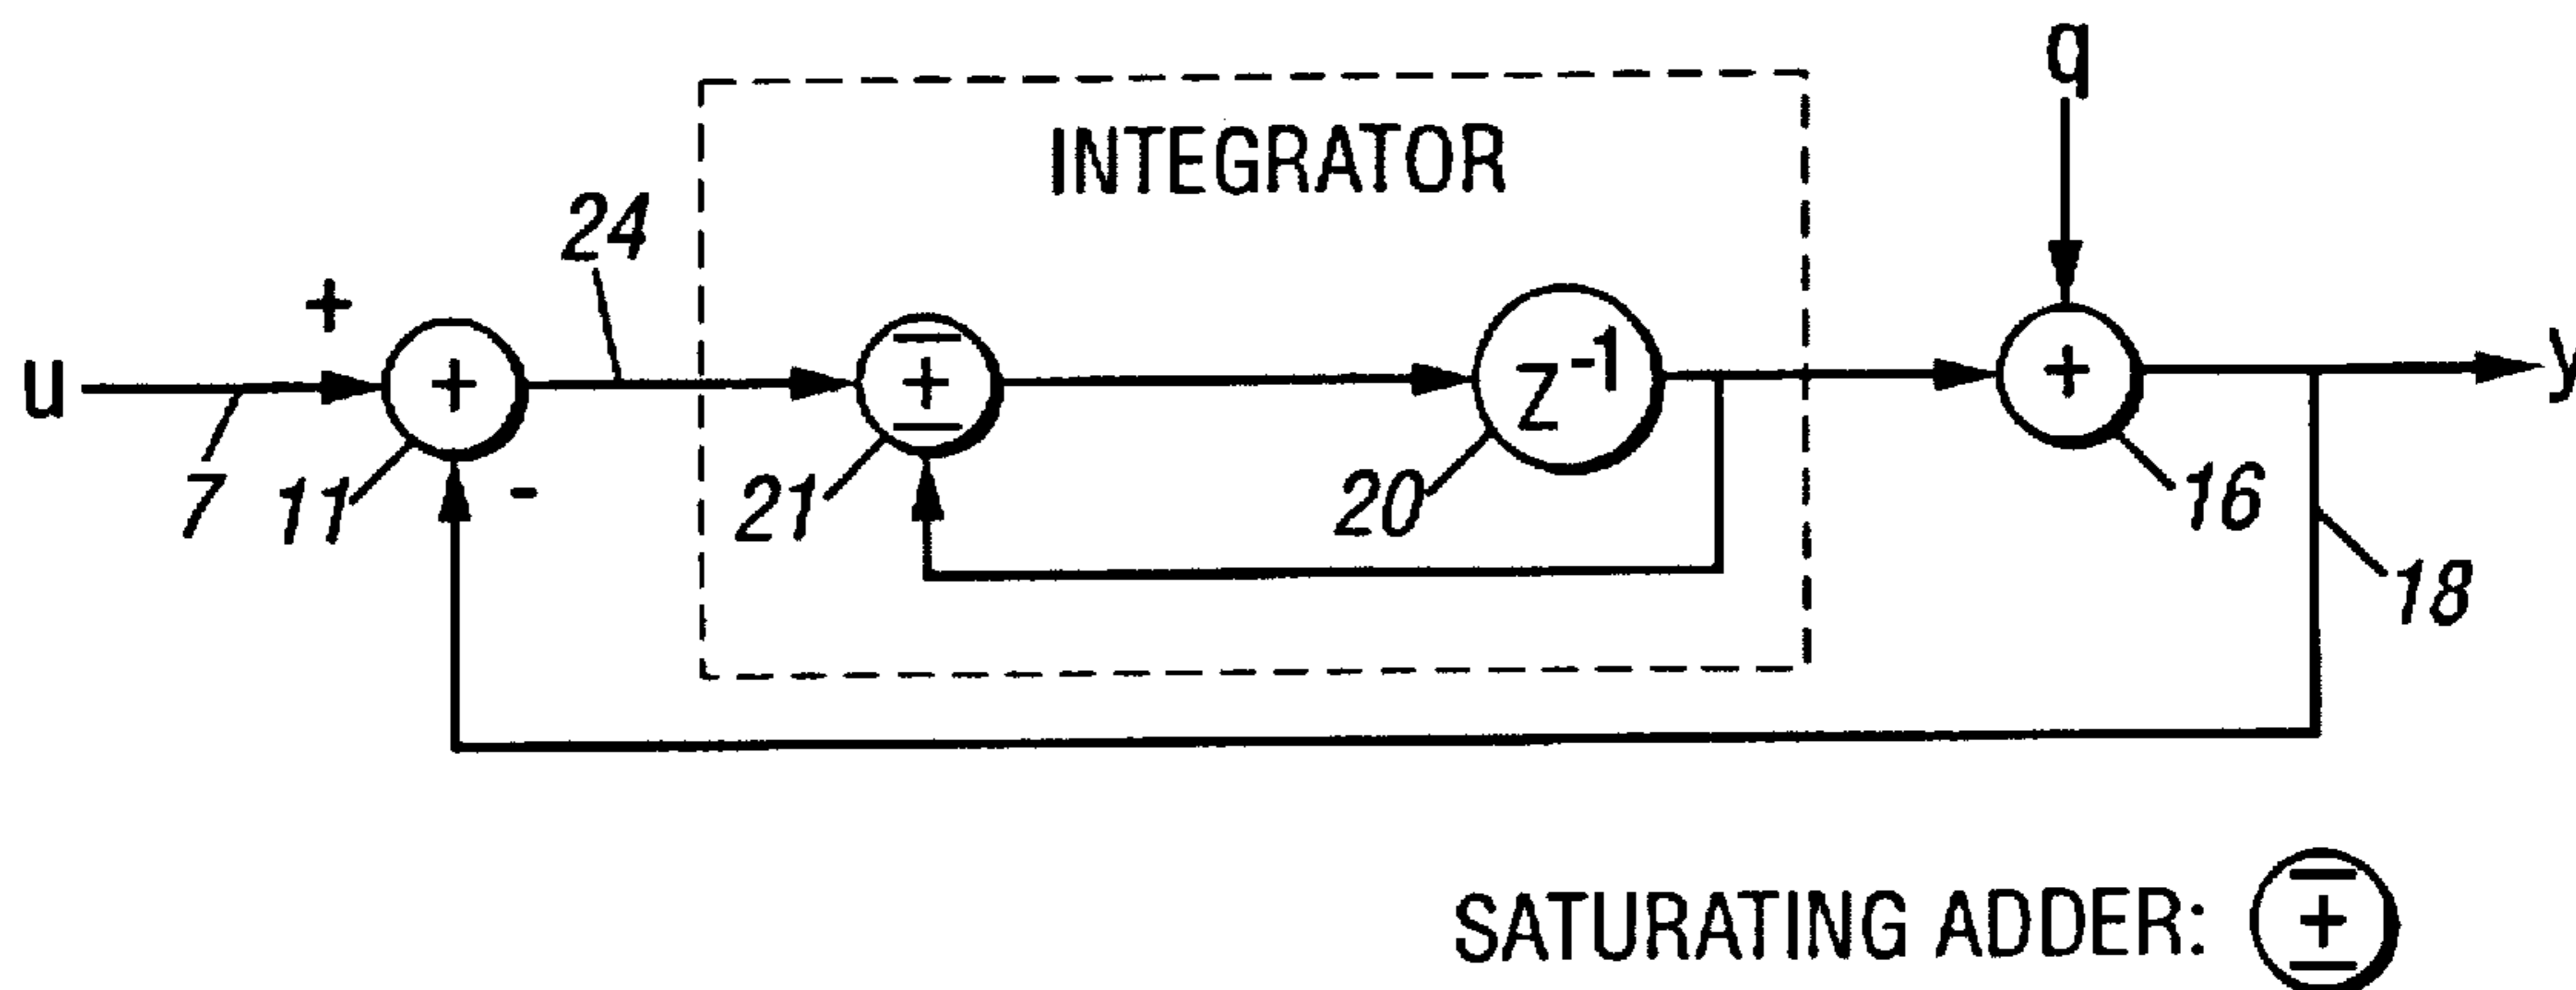 q
INTEGRATOR
24
+
u
+
+
z-1
+
y
7
11
-
21
20
16
18
SATURATING ADDER: +